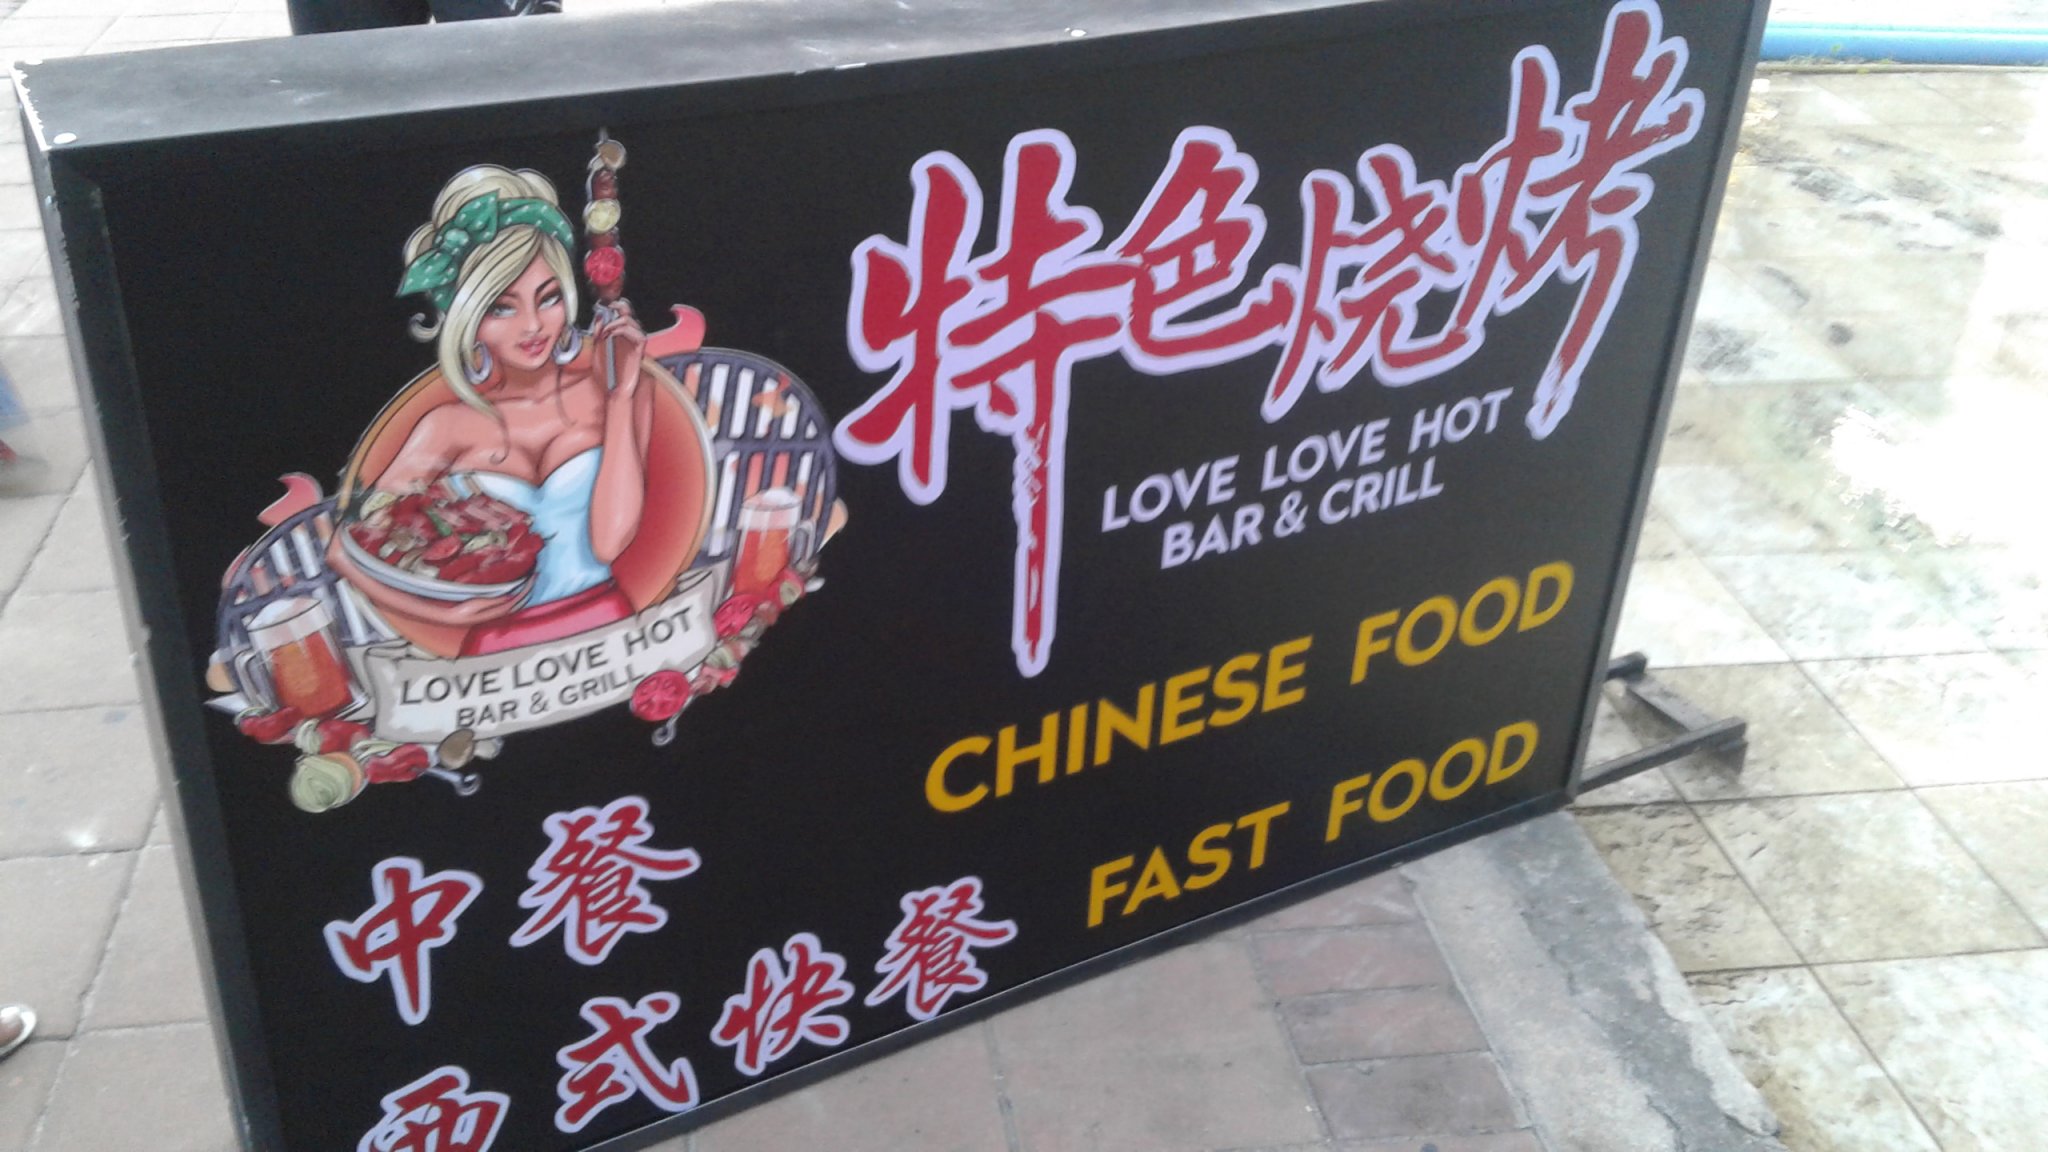 特色烧烤
LOVE LOVE HOT
BAR & CRILL
LOVE LOVE HOT
BAR & GRILL
CHINESE FOOD
FAST FOOD
中餐
西式快餐